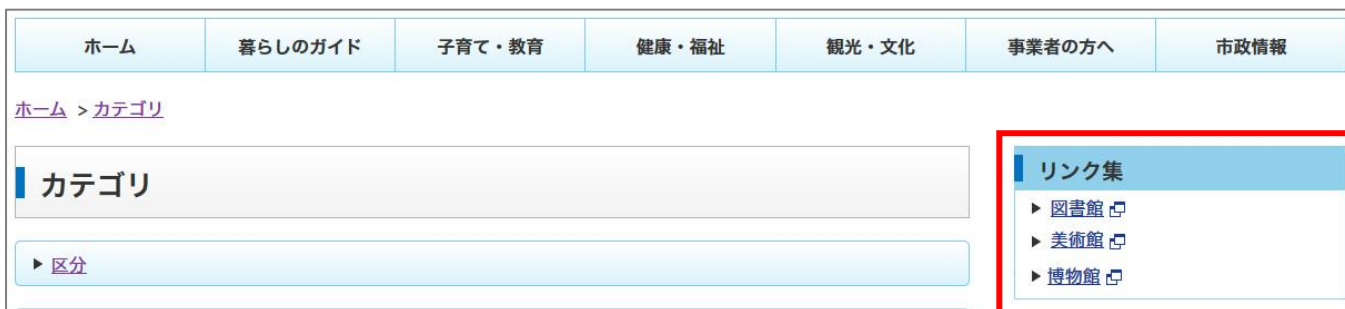 ホーム 暮らしのガイド 子育て・教育 健康・福祉 観光・文化 事業者の方へ 市政情報
ホーム > カテゴリ
カテゴリ
▶ 区分
リンク集
▶ 図書館
▶ 美術館
▶ 博物館